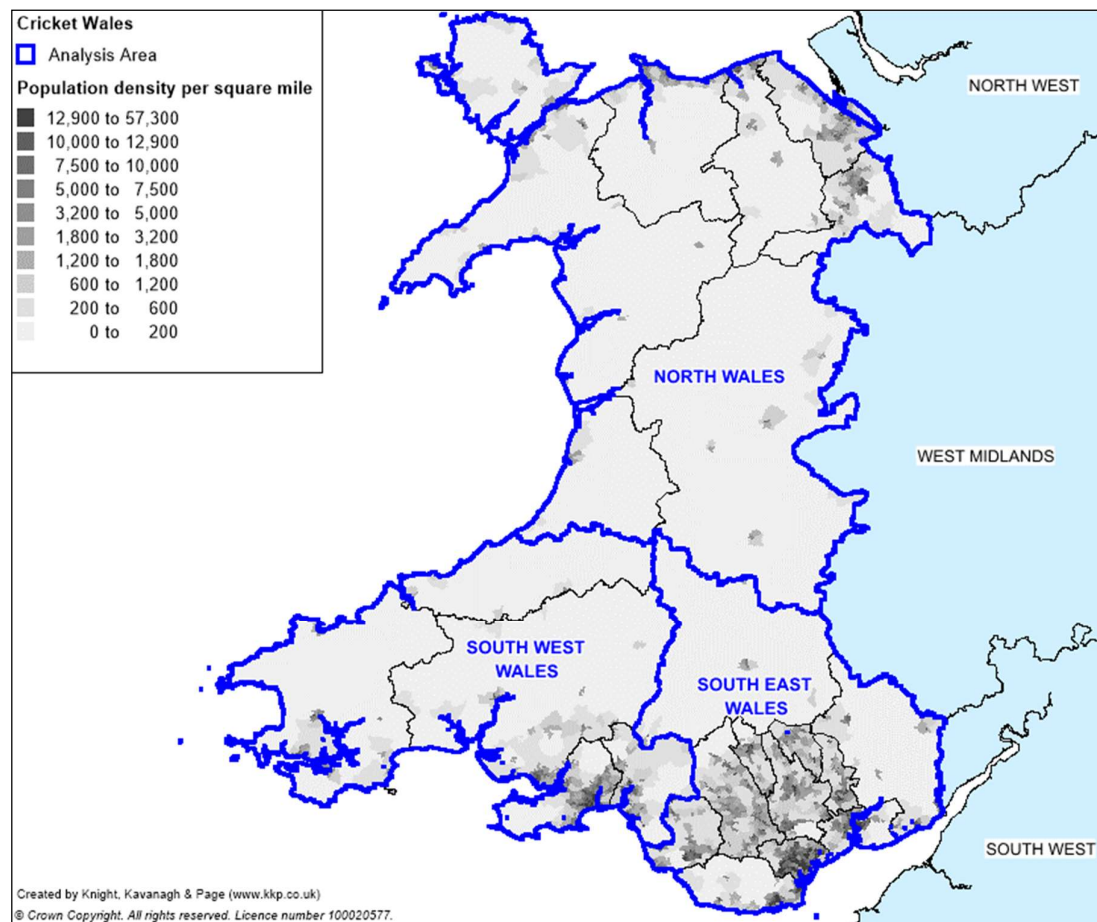 Cricket Wales
Analysis Area
Population density per square mile
12,900 to 57,300
10,000 to 12,900
7,500 to 10,000
5,000 to 7,500
3,200 to 5,000
1,800 to 3,200
1,200 to 1,800
600 to 1,200
200 to 600
0 to 200
NORTH WEST
NORTH WALES
WEST MIDLANDS
SOUTH WEST
WALES
SOUTH EAST
WALES
SOUTH WEST
Created by Knight, Kavanagh & Page (www.kkp.co.uk)
© Crown Copyright. All rights reserved. Licence number 100020577.